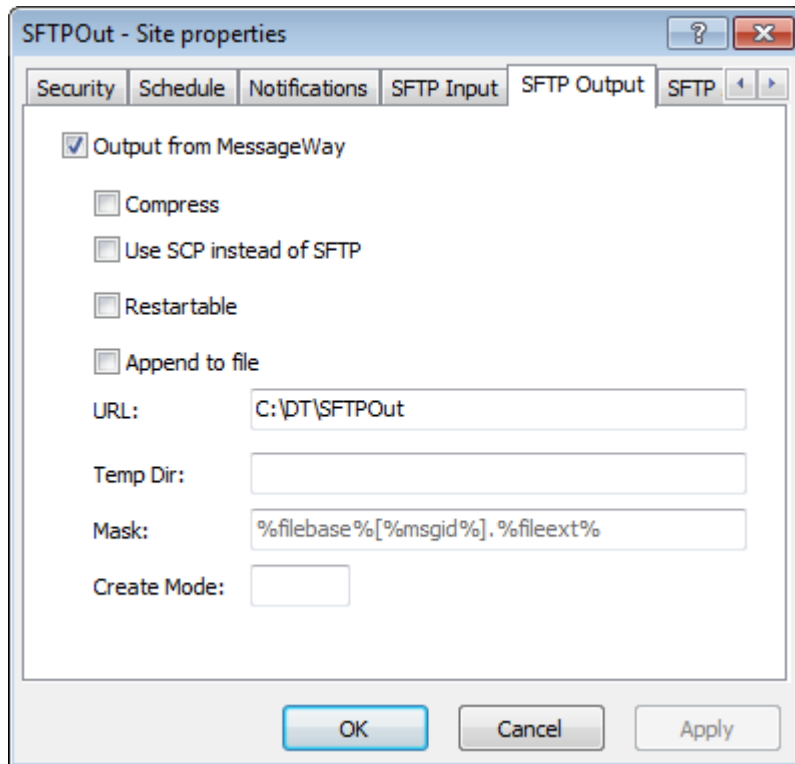 SFTPOut - Site properties
Security Schedule Notifications SFTP Input SFTP Output SFTP
Output from MessageWay
Compress
Use SCP instead of SFTP
Restartable
Append to file
URL: C:\DT\SFTPOut
Temp Dir:
Mask: %filebase%[%msgid%].%fileext%
Create Mode:
OK Cancel Apply